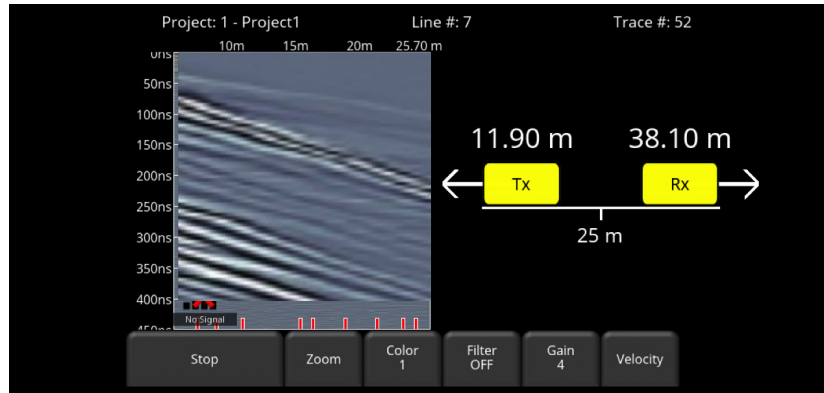 Project: 1 - Project1 Line #: 7 Trace #: 52
10m 15m 20m 25.70 m
0ns
50ns
100ns
150ns
200ns
250ns
300ns
350ns
400ns
450ns
No Signal
11.90 m 38.10 m
Tx Rx
25 m
Stop Zoom Color 1 Filter OFF Gain 4 Velocity